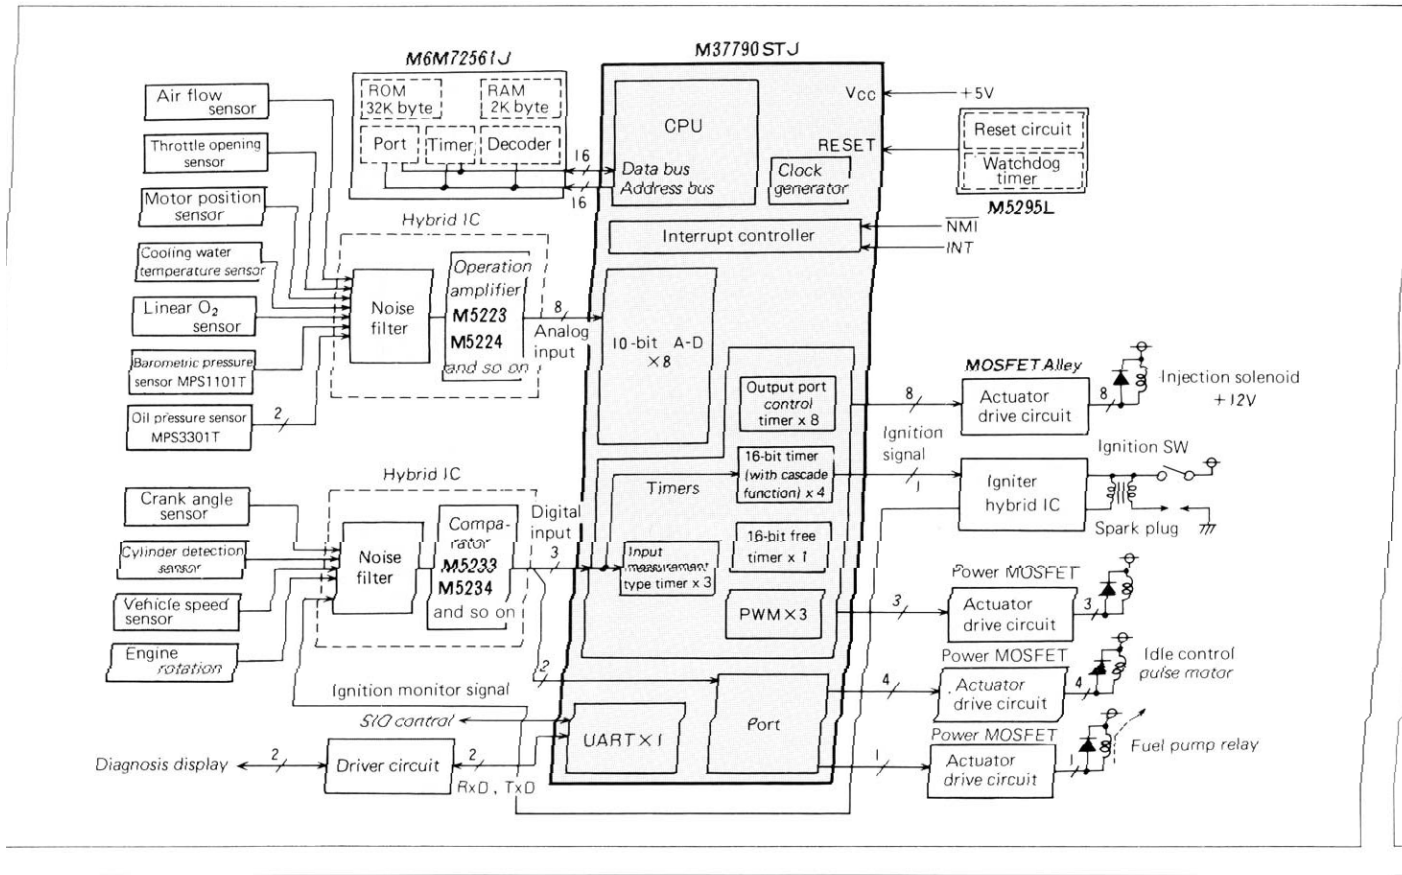 M6M72561J
M37790STJ
Air flow
sensor
ROM
32K byte
RAM
2K byte
Port
Timer
Decoder
CPU
Vcc
+5V
Reset circuit
Watchdog
timer
M5295L
RESET
Throttle opening
sensor
16
Data bus
Address bus
16
Clock
generator
Motor position
sensor
Hybrid IC
Interrupt controller
NMI
INT
Cooling water
temperature sensor
Noise
filter
Operation
amplifier
M5223
M5224
and so on
8
Analog
input
10-bit A-D
×8
Linear O2
sensor
Barometric pressure
sensor MPS1101T
Oil pressure sensor
MPS3301T
2
Output port
control
timer x 8
8
MOSFET Alley
Actuator
drive circuit
8
Injection solenoid
+12V
Hybrid IC
Timers
16-bit timer
(with cascade
function) x 4
Ignition
signal
1
Igniter
hybrid IC
Ignition SW
Spark plug
Crank angle
sensor
Cylinder detection
sensor
Vehicle speed
sensor
Engine
rotation
Noise
filter
Compa-
rator
M5233
M5234
and so on
Digital
input
3
Input
measurement
type timer x 3
16-bit free
timer x 1
PWM×3
3
Power MOSFET
Actuator
drive circuit
3
2
Ignition monitor signal
SIO control
Port
4
Power MOSFET
Actuator
drive circuit
4
Idle control
pulse motor
UART×1
1
Power MOSFET
Actuator
drive circuit
1
Fuel pump relay
Diagnosis display
2
Driver circuit
2
RxD, TxD